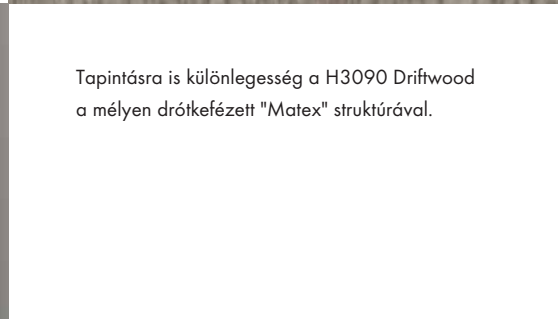 Tapintásra is különlegesség a H3090 Driftwood
a mélyen drótkefézett "Matex" struktúrával.